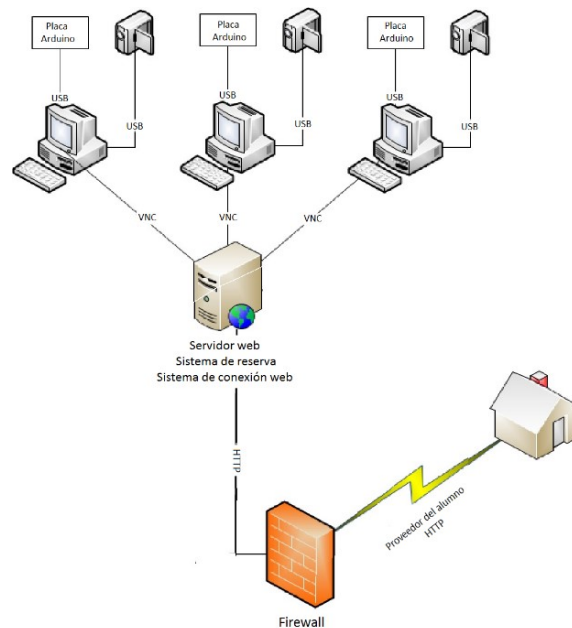 Placa
Arduino
Placa
Arduino
Placa
Arduino
USB
USB
USB
USB
USB
USB
VNC
VNC
VNC
Servidor web
Sistema de reserva
Sistema de conexión web
HTTP
Proveedor del alumno
HTTP
Firewall